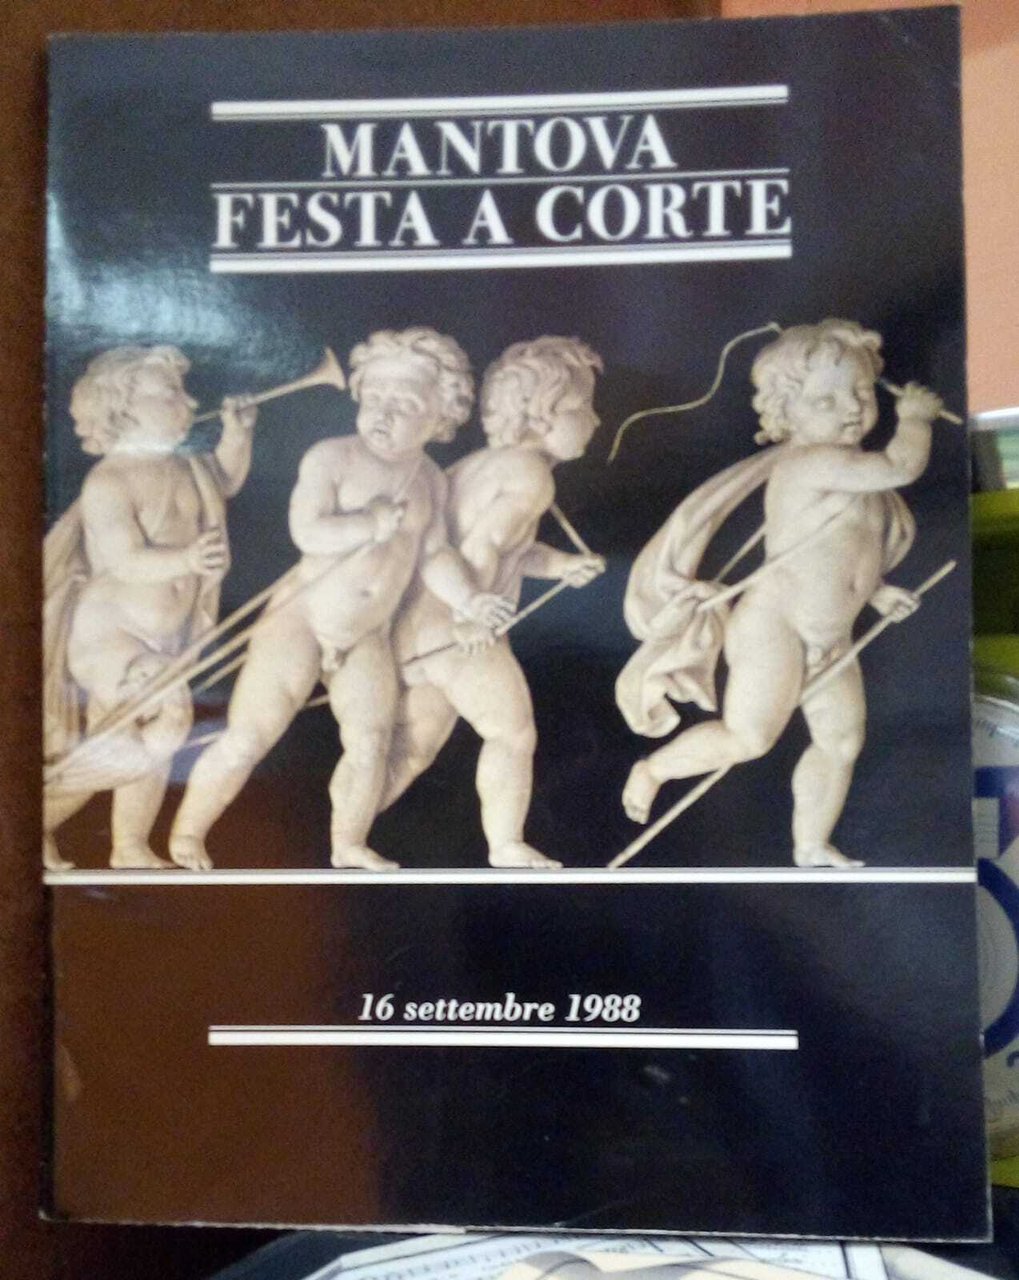 MANTOVA
FESTA A CORTE
16 settembre 1988